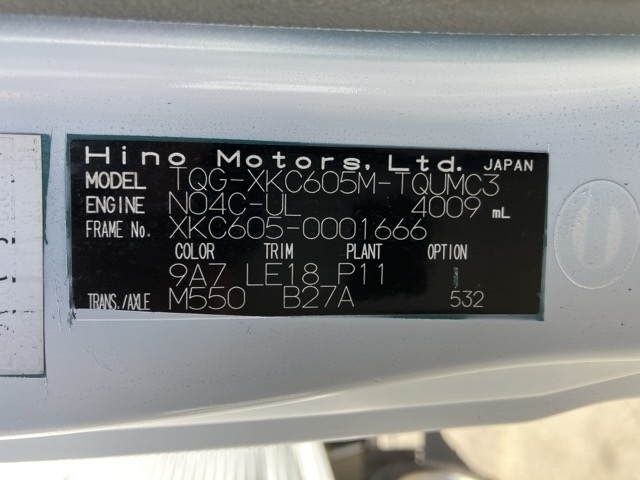 Hino Motors, Ltd. JAPAN
MODEL TQG-XKC605M-TQUMC3
ENGINE N04C-UL 4009 mL
FRAME No. XKC605-0001666
COLOR TRIM PLANT OPTION
9A7 LE18 P11
TRANS./AXLE M550 B27A 532